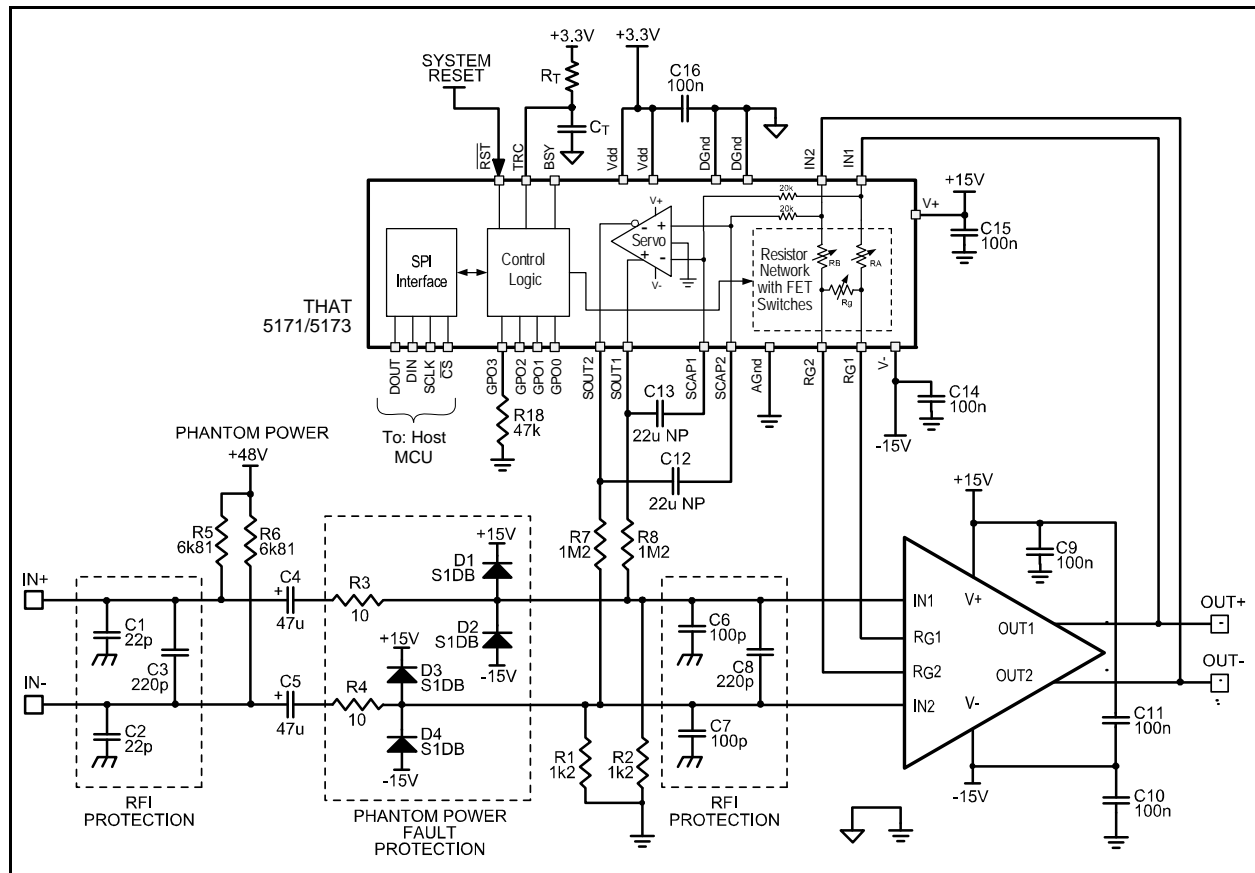 +3.3V
+3.3V
SYSTEM
RESET
RT
CT
C16
100n
RST
TRC
BSY
Vdd
Vdd
DGnd
DGnd
IN2
IN1
+15V
V+
C15
100n
20k
20k
V+
Servo
V-
- + + -
SPI
Interface
Control
Logic
Resistor
Network
with FET
Switches
RB
RA
Rg
THAT
5171/5173
DOUT
DIN
SCLK
CS
GPO3
GPO2
GPO1
GPO0
SOUT2
SOUT1
SCAP1
SCAP2
AGnd
RG2
RG1
V-
To: Host
MCU
R18
47k
C13
22u NP
C12
22u NP
C14
100n
-15V
PHANTOM POWER
+48V
R5
6k81
R6
6k81
R7
1M2
R8
1M2
+15V
C9
100n
IN+
C1
22p
C3
220p
C4
+
47u
R3
10
+15V
D1
S1DB
D2
S1DB
-15V
+15V
D3
S1DB
D4
S1DB
-15V
IN-
C2
22p
C5
+
47u
R4
10
R1
1k2
R2
1k2
C6
100p
C8
220p
C7
100p
IN1
RG1
RG2
IN2
V+
OUT1
OUT2
V-
OUT+
OUT-
C11
100n
-15V
C10
100n
RFI
PROTECTION
PHANTOM POWER
FAULT
PROTECTION
RFI
PROTECTION